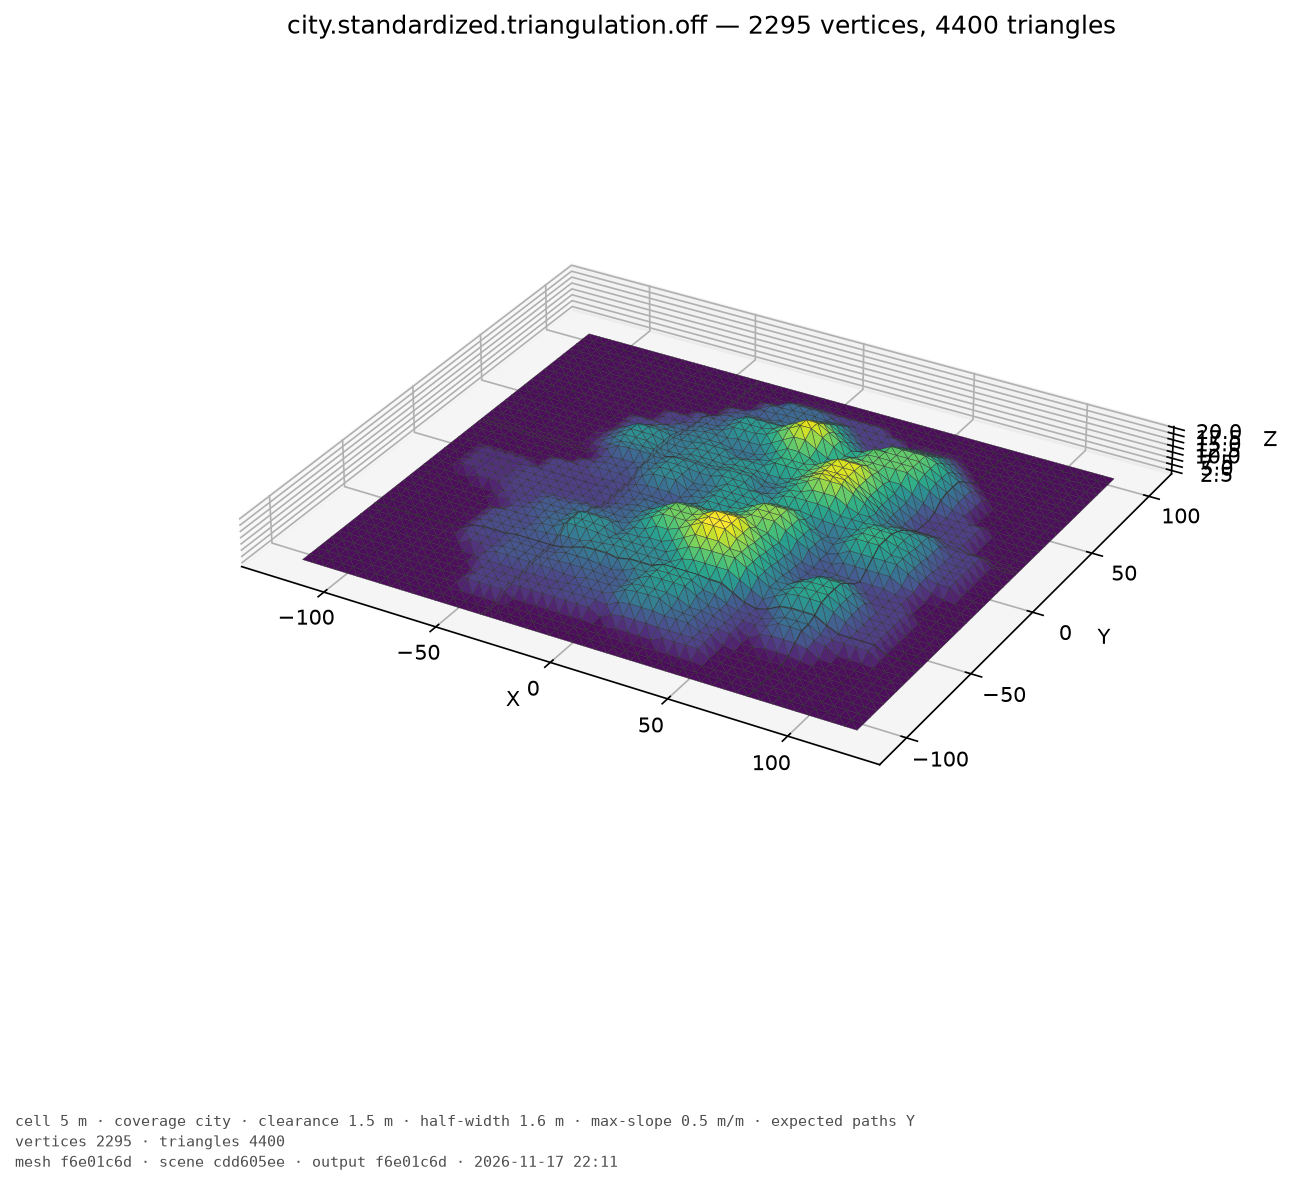 city.standardized.triangulation.off — 2295 vertices, 4400 triangles
20.0
Z
2.5
100
50
0
Y
−50
−100
−100
−50
X
0
50
100
cell 5 m · coverage city · clearance 1.5 m · half-width 1.6 m · max-slope 0.5 m/m · expected paths Y
vertices 2295 · triangles 4400
mesh f6e01c6d · scene cdd605ee · output f6e01c6d · 2026-11-17 22:11